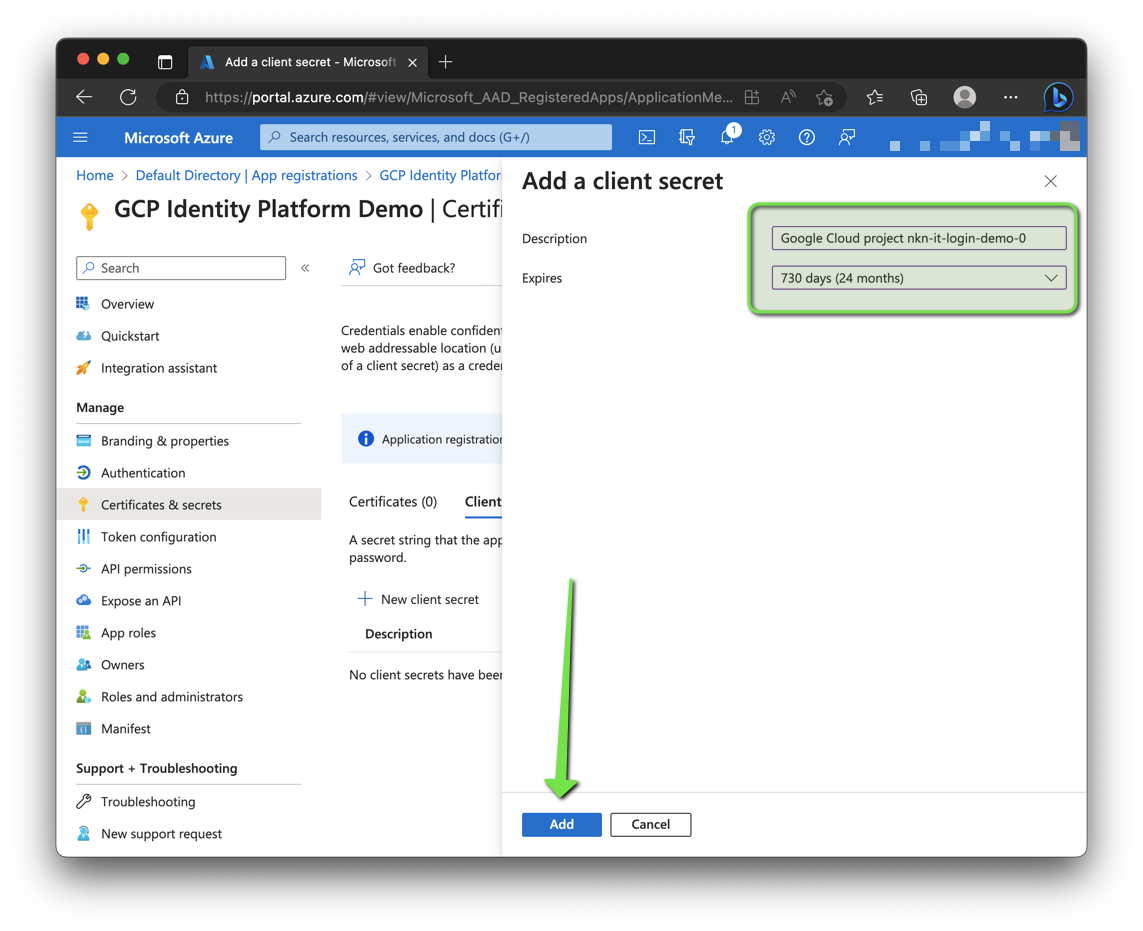 Add a client secret - Microsoft
https://portal.azure.com/#view/Microsoft_AAD_RegisteredApps/ApplicationMe...
Microsoft Azure
Search resources, services, and docs (G+/)
1
Home > Default Directory | App registrations > GCP Identity Platfor
GCP Identity Platform Demo | Certifi
Search
«
Overview
Quickstart
Integration assistant
Manage
Branding & properties
Authentication
Certificates & secrets
Token configuration
API permissions
Expose an API
App roles
Owners
Roles and administrators
Manifest
Support + Troubleshooting
Troubleshooting
New support request
Got feedback?
Credentials enable confident
web addressable location (u
of a client secret) as a creder
Application registration
Certificates (0) Client
A secret string that the app
password.
New client secret
Description
No client secrets have been
Add a client secret
Description
Google Cloud project nkn-it-login-demo-0
Expires
730 days (24 months)
Add
Cancel